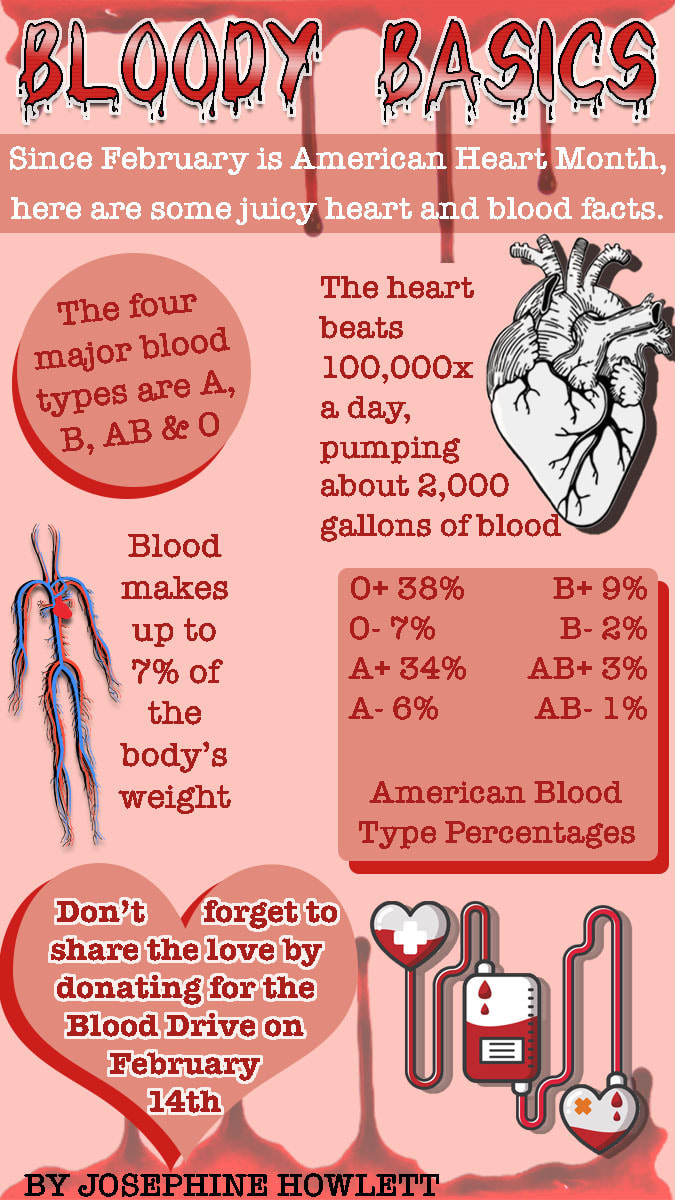 BLOODY BASICS
Since February is American Heart Month,
here are some juicy heart and blood facts.
The four
major blood
types are A,
B, AB & O
The heart
beats
100,000x
a day,
pumping
about 2,000
gallons of blood
Blood
makes
up to
7% of
the
body's
weight
O+ 38% B+ 9%
O- 7% B- 2%
A+ 34% AB+ 3%
A- 6% AB- 1%
American Blood
Type Percentages
Don't forget to
share the love by
donating for the
Blood Drive on
February
14th
BY JOSEPHINE HOWLETT